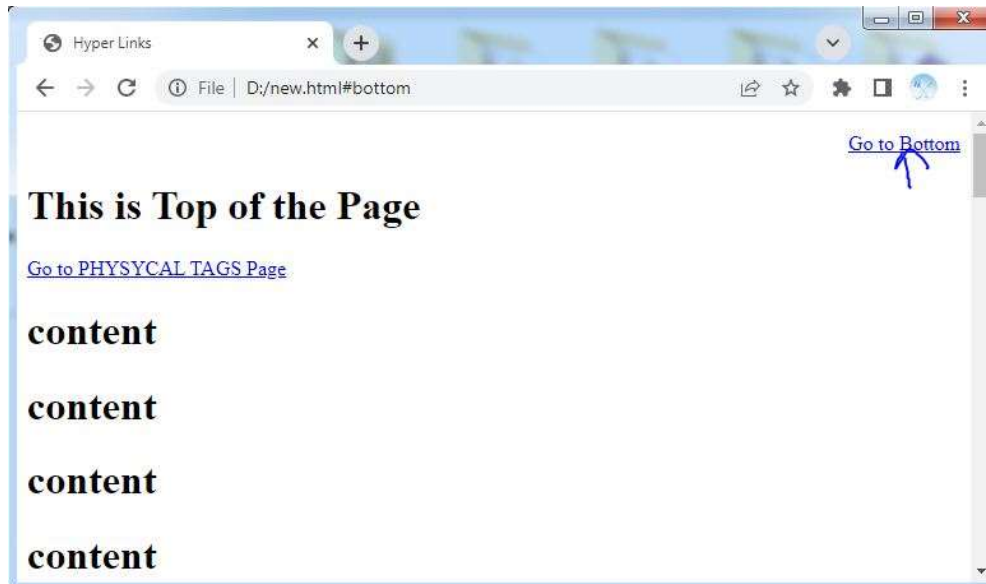 Hyper Links
File D:/new.html#bottom
Go to Bottom
This is Top of the Page
Go to PHYSYCAL TAGS Page
content
content
content
content